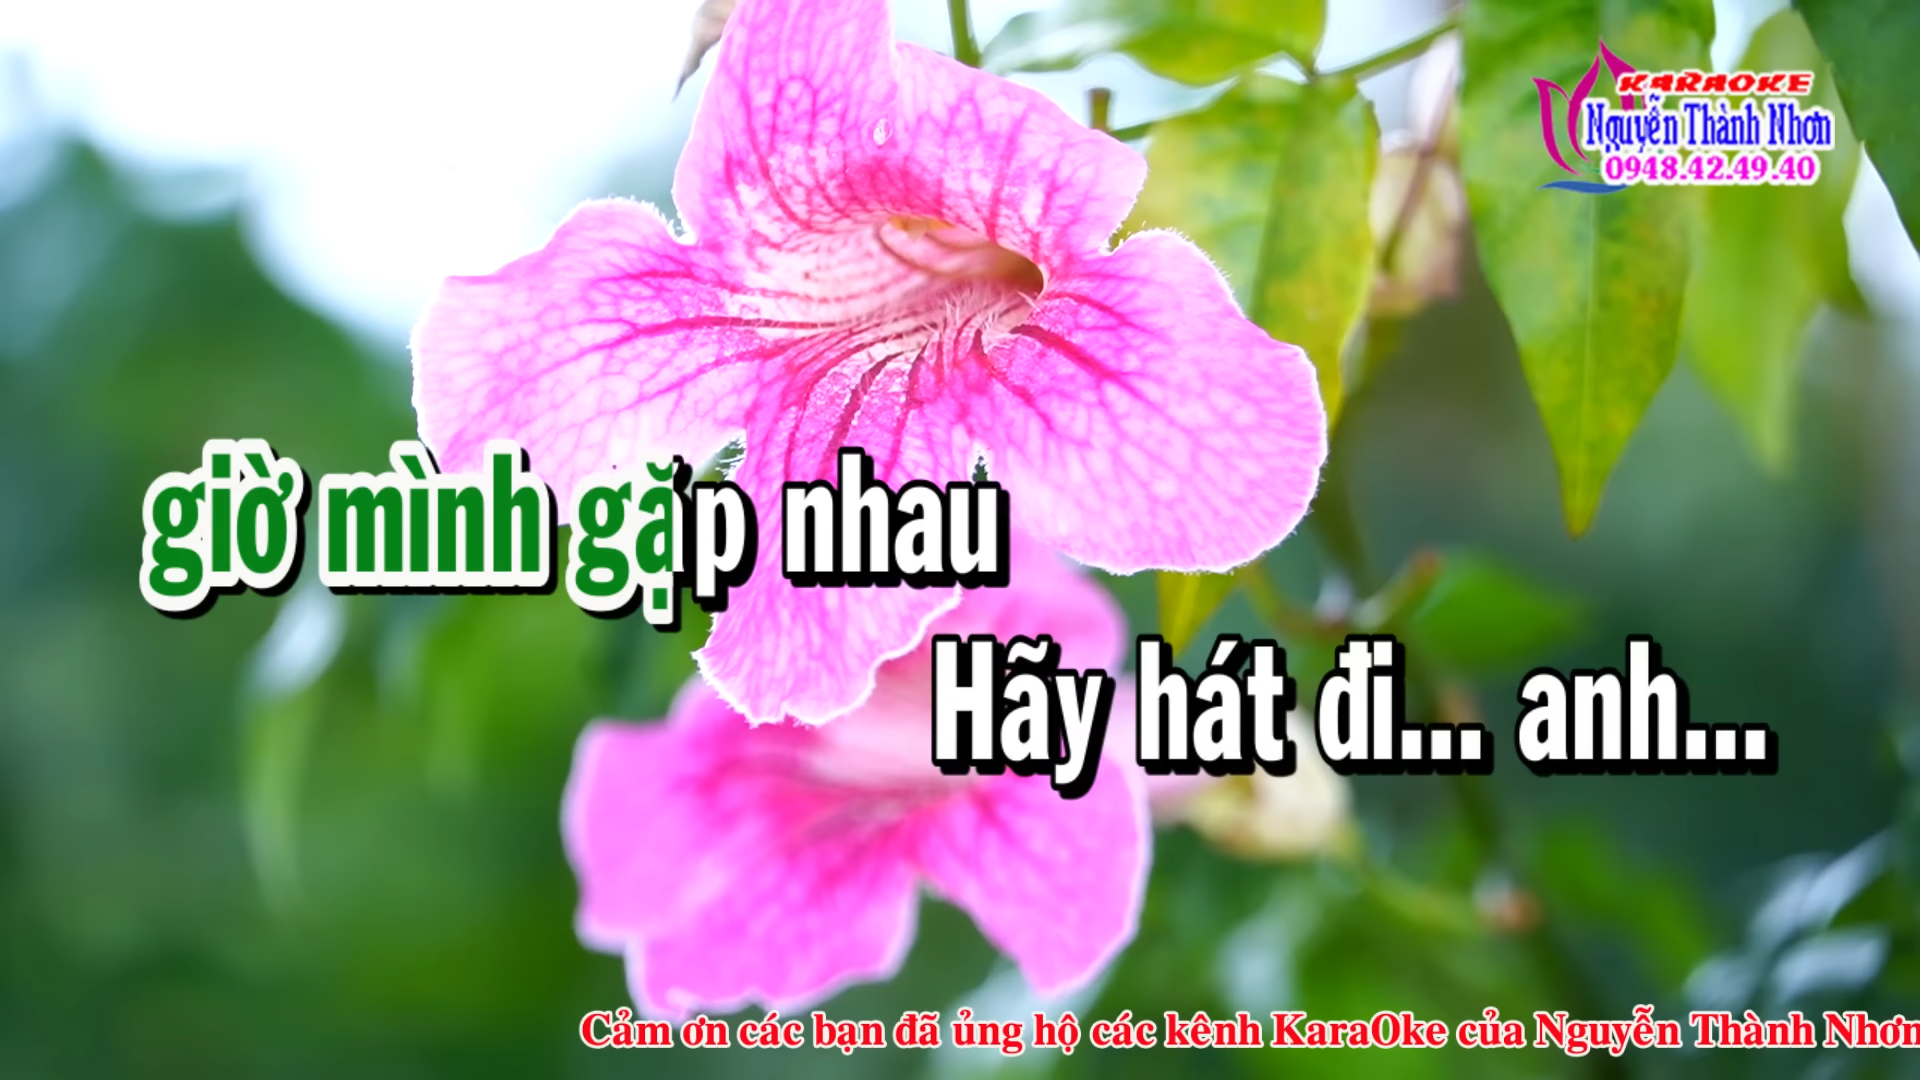 KARAOKE
Nguyễn Thành Nhơn
0948.42.49.40
giờ mình gặp nhau
Hãy hát đi... anh...
Cảm ơn các bạn đã ủng hộ các kênh KaraOke của Nguyễn Thành Nhơn